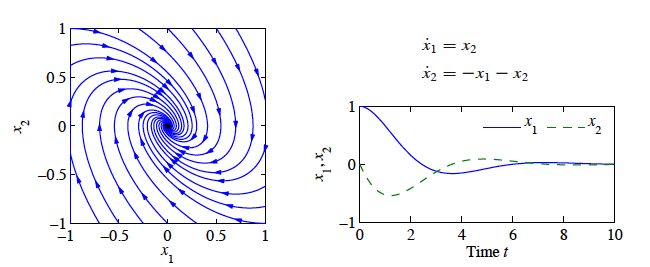 1
0.5
0
−0.5
−1
x2
−1 −0.5 0 0.5 1
x1
ẋ1 = x2
ẋ2 = −x1 − x2
x1 x2
1
0
−1
x1, x2
0 2 4 6 8 10
Time t